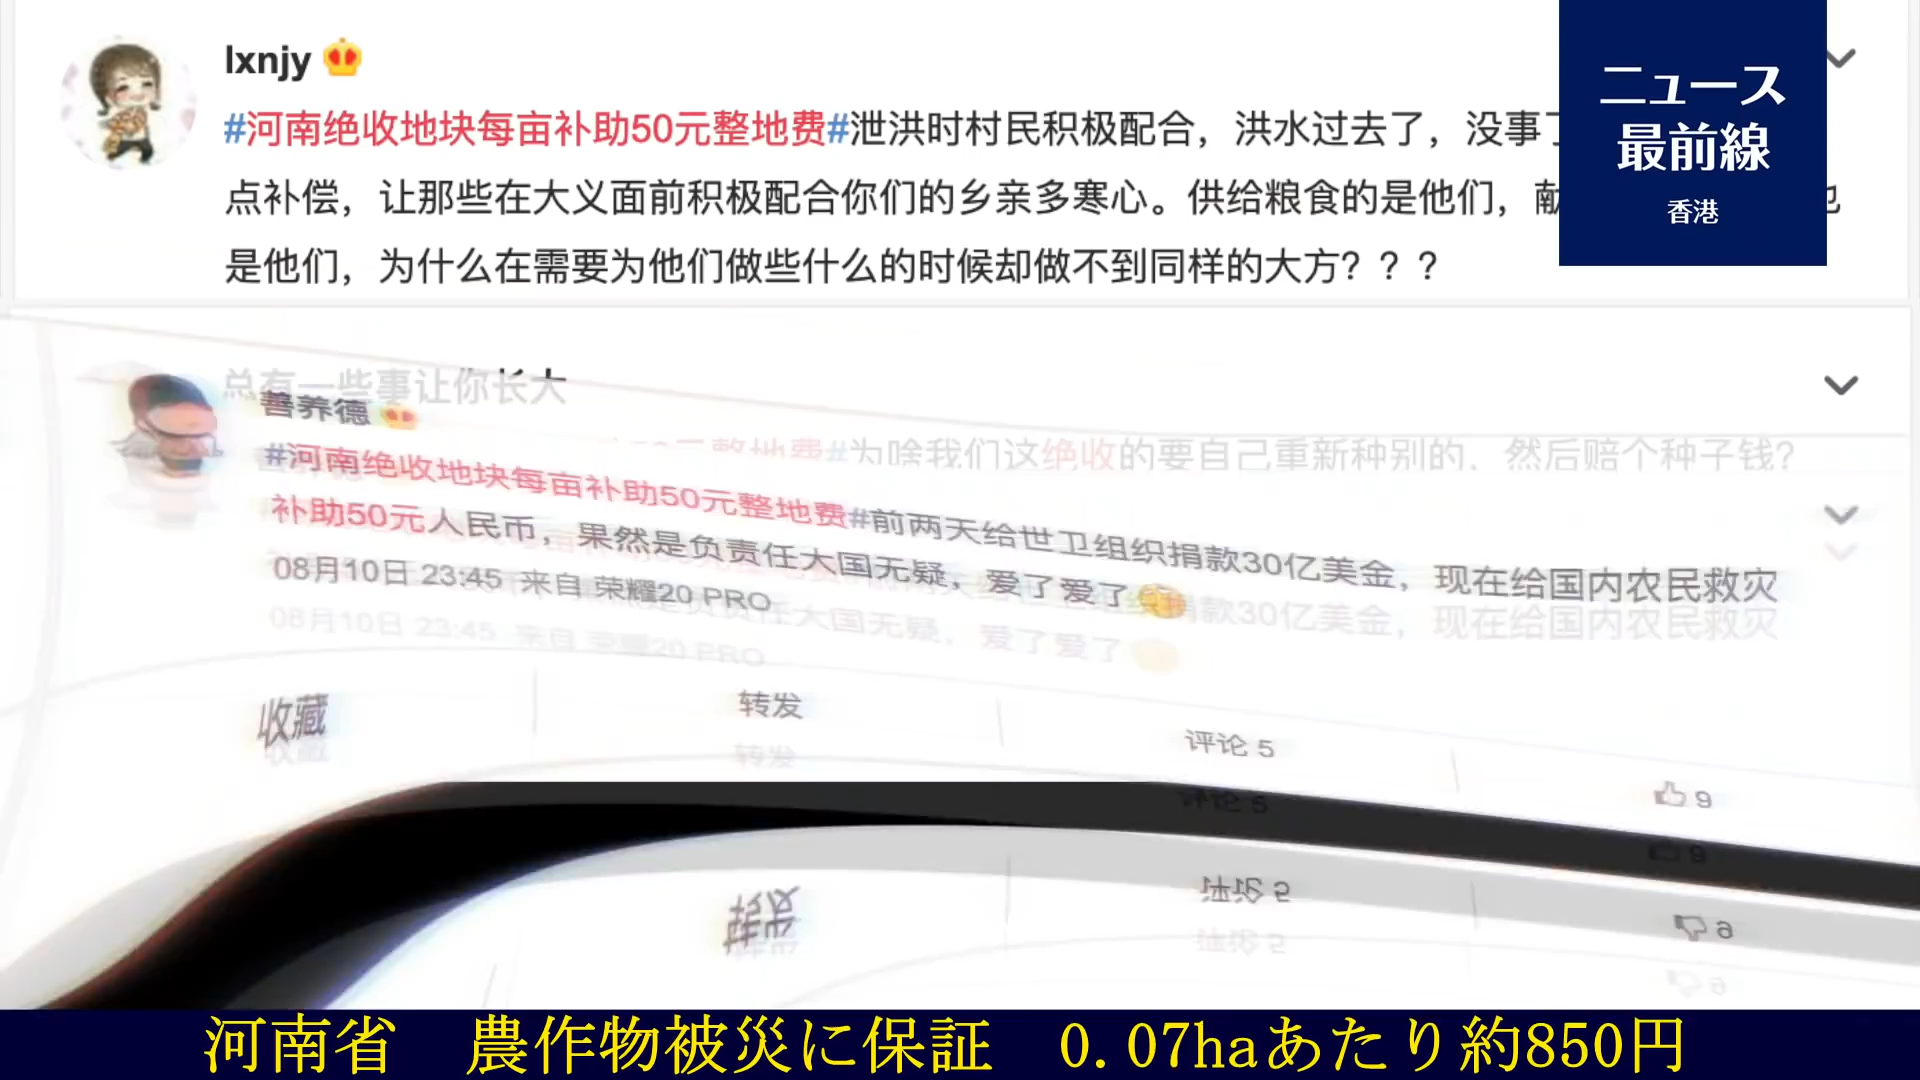 lxnjy
#河南绝收地块每亩补助50元整地费#泄洪时村民积极配合，洪水过去了，没事了
点补偿，让那些在大义面前积极配合你们的乡亲多寒心。供给粮食的是他们，献
是他们，为什么在需要为他们做些什么的时候却做不到同样的大方？？？
ニュース
最前線
香港
总有一些事让你长大
整地费#为啥我们这绝收的要自己重新种别的，然后赔个种子钱？
善养德
#河南绝收地块每亩补助50元整地费#前两天给世卫组织捐款30亿美金，现在给国内农民救灾
补助50元人民币，果然是负责任大国无疑，爱了爱了
08月10日 23:45 来自 荣耀20 PRO
收藏
转发
评论 5
9
河南省　農作物被災に保証　0.07haあたり約850円